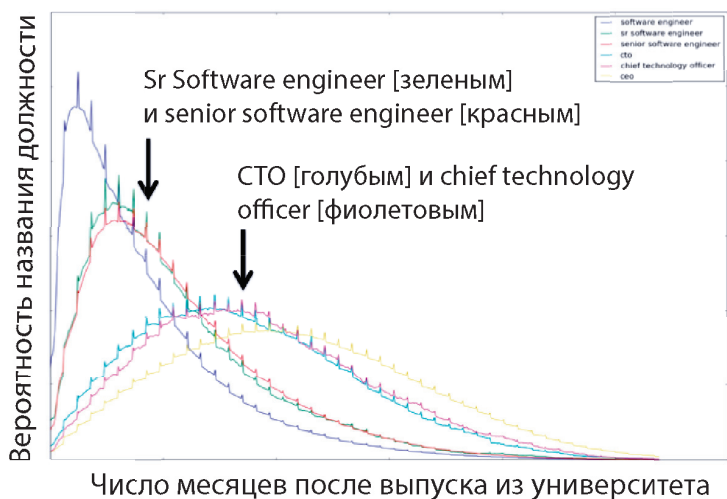 Вероятность названия должности
software engineer
sr software engineer
senior software engineer
cto
chief technology officer
ceo
Sr Software engineer [зеленым]
и senior software engineer [красным]
CTO [голубым] и chief technology
officer [фиолетовым]
Число месяцев после выпуска из университета